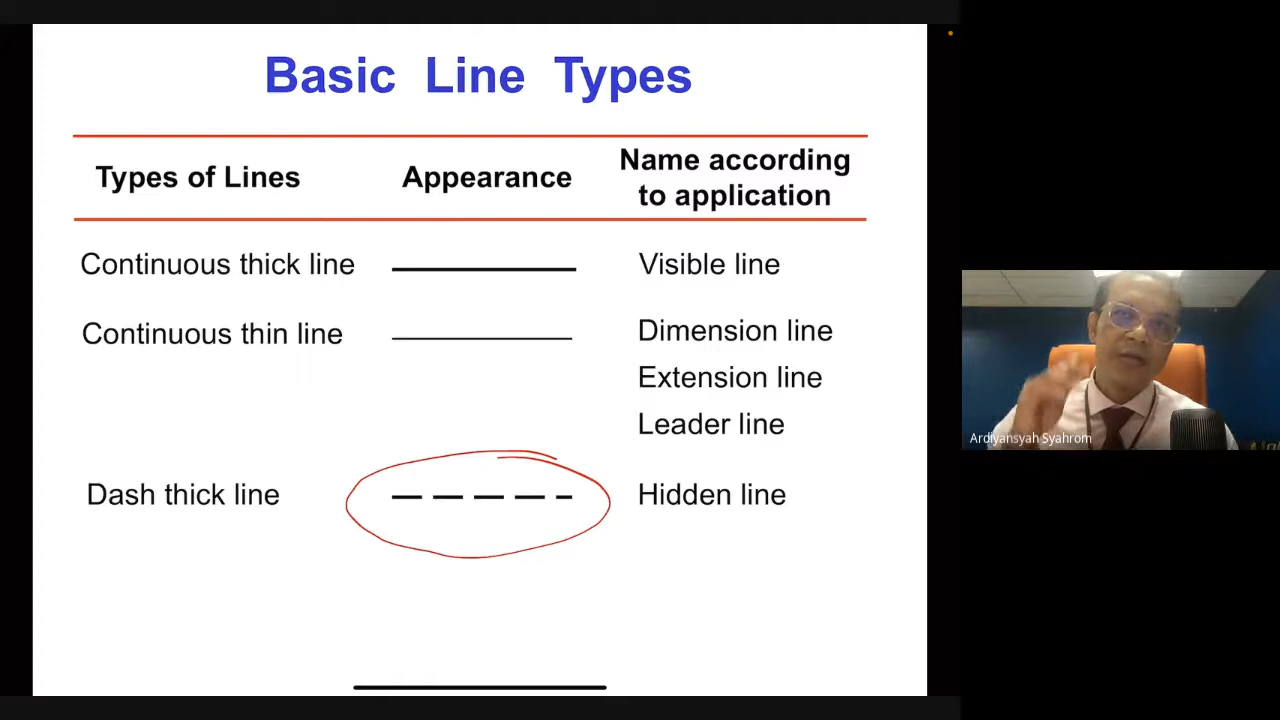 Basic Line Types
Types of Lines
Appearance
Name according
to application
Continuous thick line
Visible line
Continuous thin line
Dimension line
Extension line
Leader line
Dash thick line
Hidden line
Ardiyansyah Syahrom